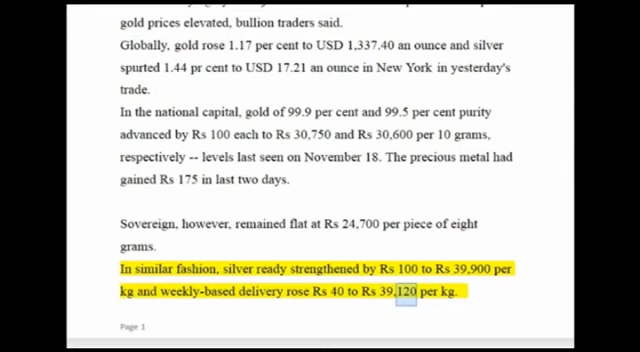 gold prices elevated, bullion traders said.
Globally, gold rose 1.17 per cent to USD 1,337.40 an ounce and silver
spurted 1.44 pr cent to USD 17.21 an ounce in New York in yesterday's
trade.
In the national capital, gold of 99.9 per cent and 99.5 per cent purity
advanced by Rs 100 each to Rs 30,750 and Rs 30,600 per 10 grams,
respectively -- levels last seen on November 18. The precious metal had
gained Rs 175 in last two days.
Sovereign, however, remained flat at Rs 24,700 per piece of eight
grams.
In similar fashion, silver ready strengthened by Rs 100 to Rs 39,900 per
kg and weekly-based delivery rose Rs 40 to Rs 39,120 per kg.
Page 1